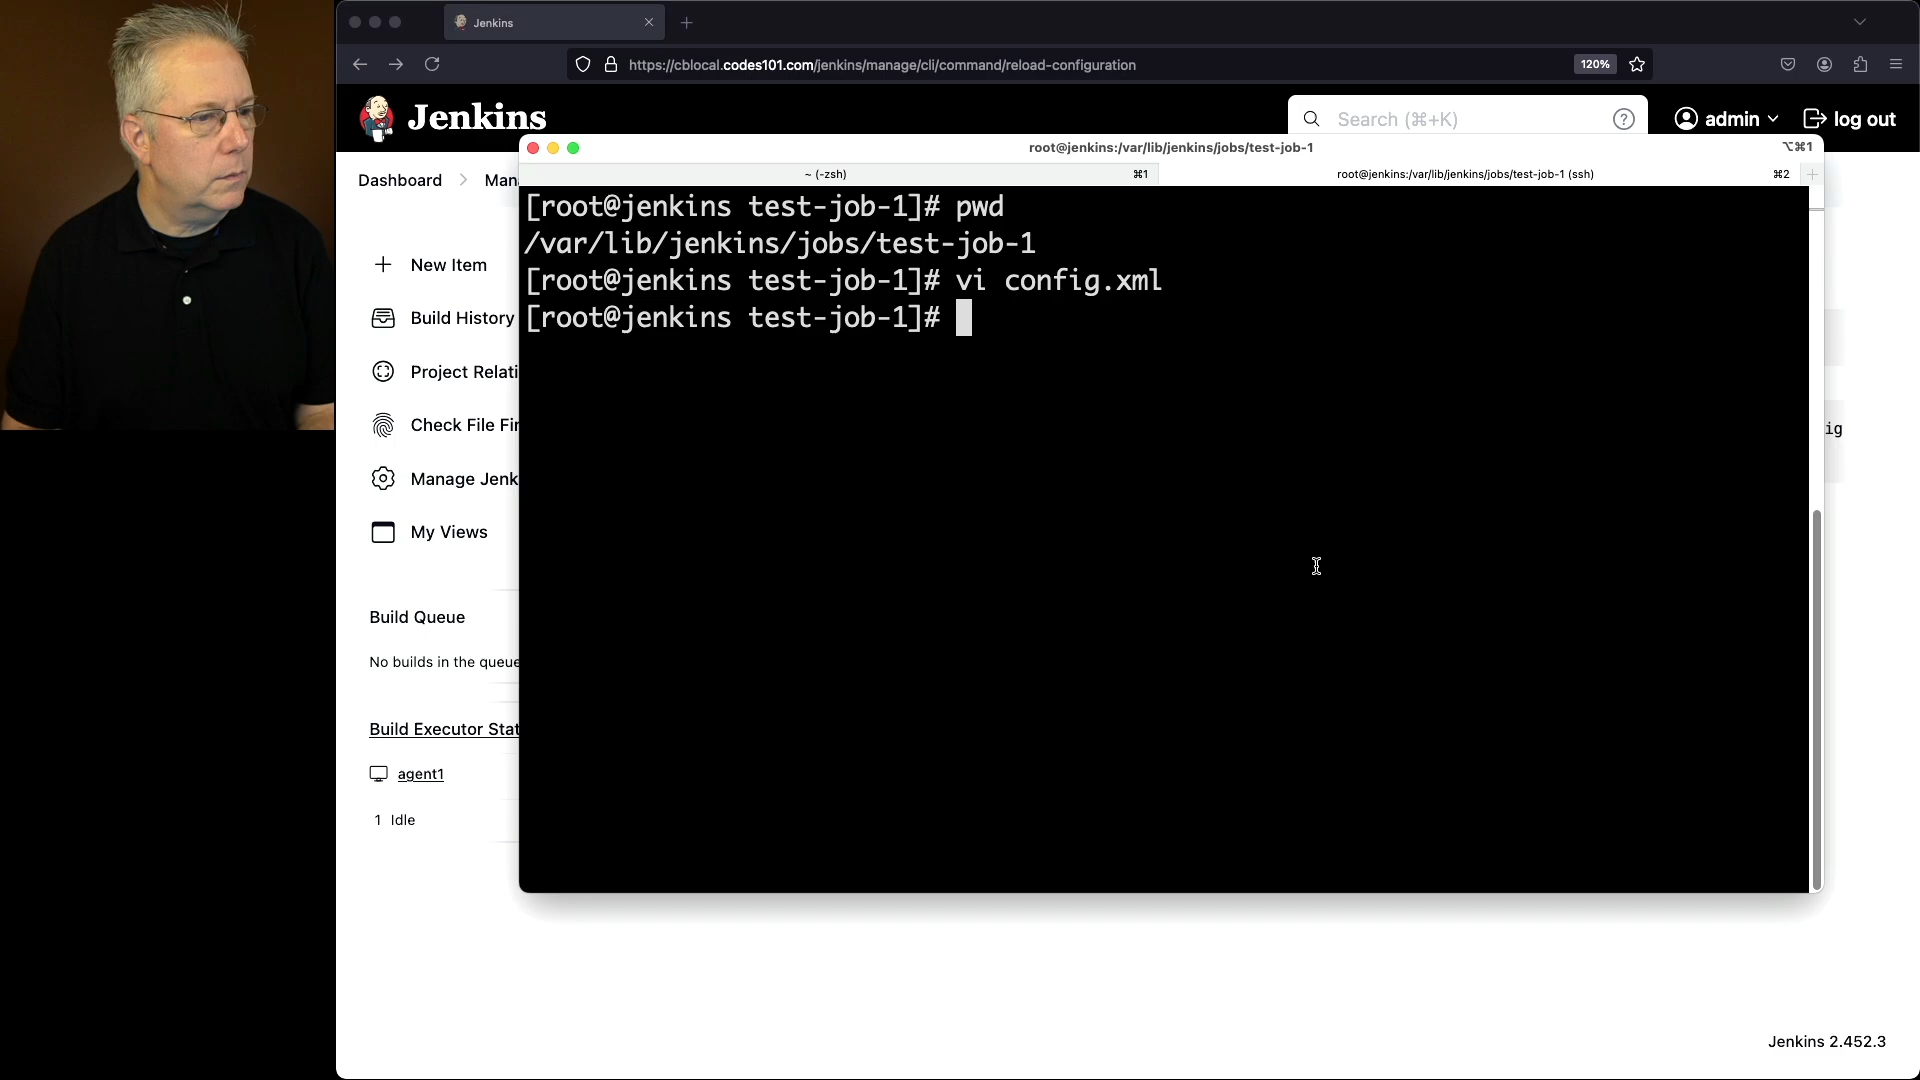 Jenkins
https://cblocal.codes101.com/jenkins/manage/cli/command/reload-configuration
120%
Jenkins
Search (⌘+K)
admin
log out
root@jenkins:/var/lib/jenkins/jobs/test-job-1
⌥⌘1
~ (-zsh)
⌘1
root@jenkins:/var/lib/jenkins/jobs/test-job-1 (ssh)
⌘2
Dashboard
Man
[root@jenkins test-job-1]# pwd
/var/lib/jenkins/jobs/test-job-1
[root@jenkins test-job-1]# vi config.xml
[root@jenkins test-job-1]#
New Item
Build History
Project Relati
Check File Fin
ig
Manage Jenk
My Views
Build Queue
No builds in the queue
Build Executor Stat
agent1
1 Idle
Jenkins 2.452.3